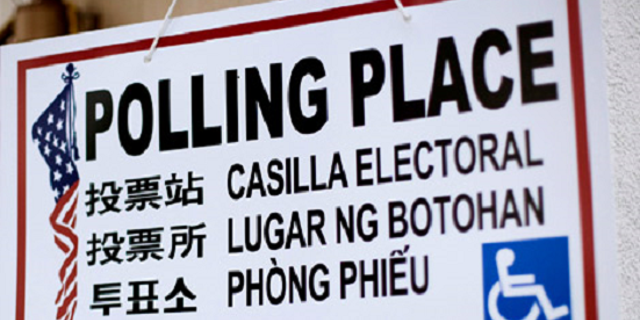 POLLING PLACE
投票站 CASILLA ELECTORAL
投票所 LUGAR NG BOTOHAN
투표소 PHÒNG PHIẾU